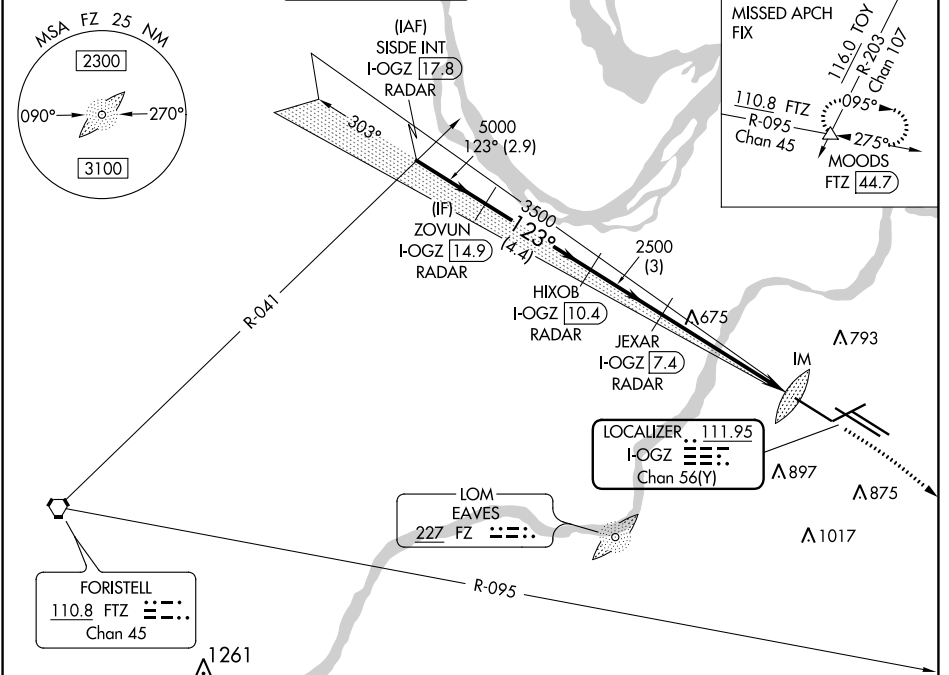 MSA FZ 25 NM
2300
090°
270°
3100
(IAF)
SISDE INT
I-OGZ 17.8
RADAR
303°
5000
123° (2.9)
(IF)
ZOVUN
I-OGZ 14.9
RADAR
3500
123°
(4.4)
2500
(3)
HIXOB
I-OGZ 10.4
RADAR
JEXAR
I-OGZ 7.4
RADAR
675
793
IM
R-041
MISSED APCH
FIX
116.0 TOY
R-203
Chan 107
110.8 FTZ
R-095
Chan 45
095°
275°
MOODS
FTZ 44.7
LOCALIZER 111.95
I-OGZ
Chan 56(Y)
897
875
1017
LOM
EAVES
227 FZ
R-095
FORISTELL
110.8 FTZ
Chan 45
1261